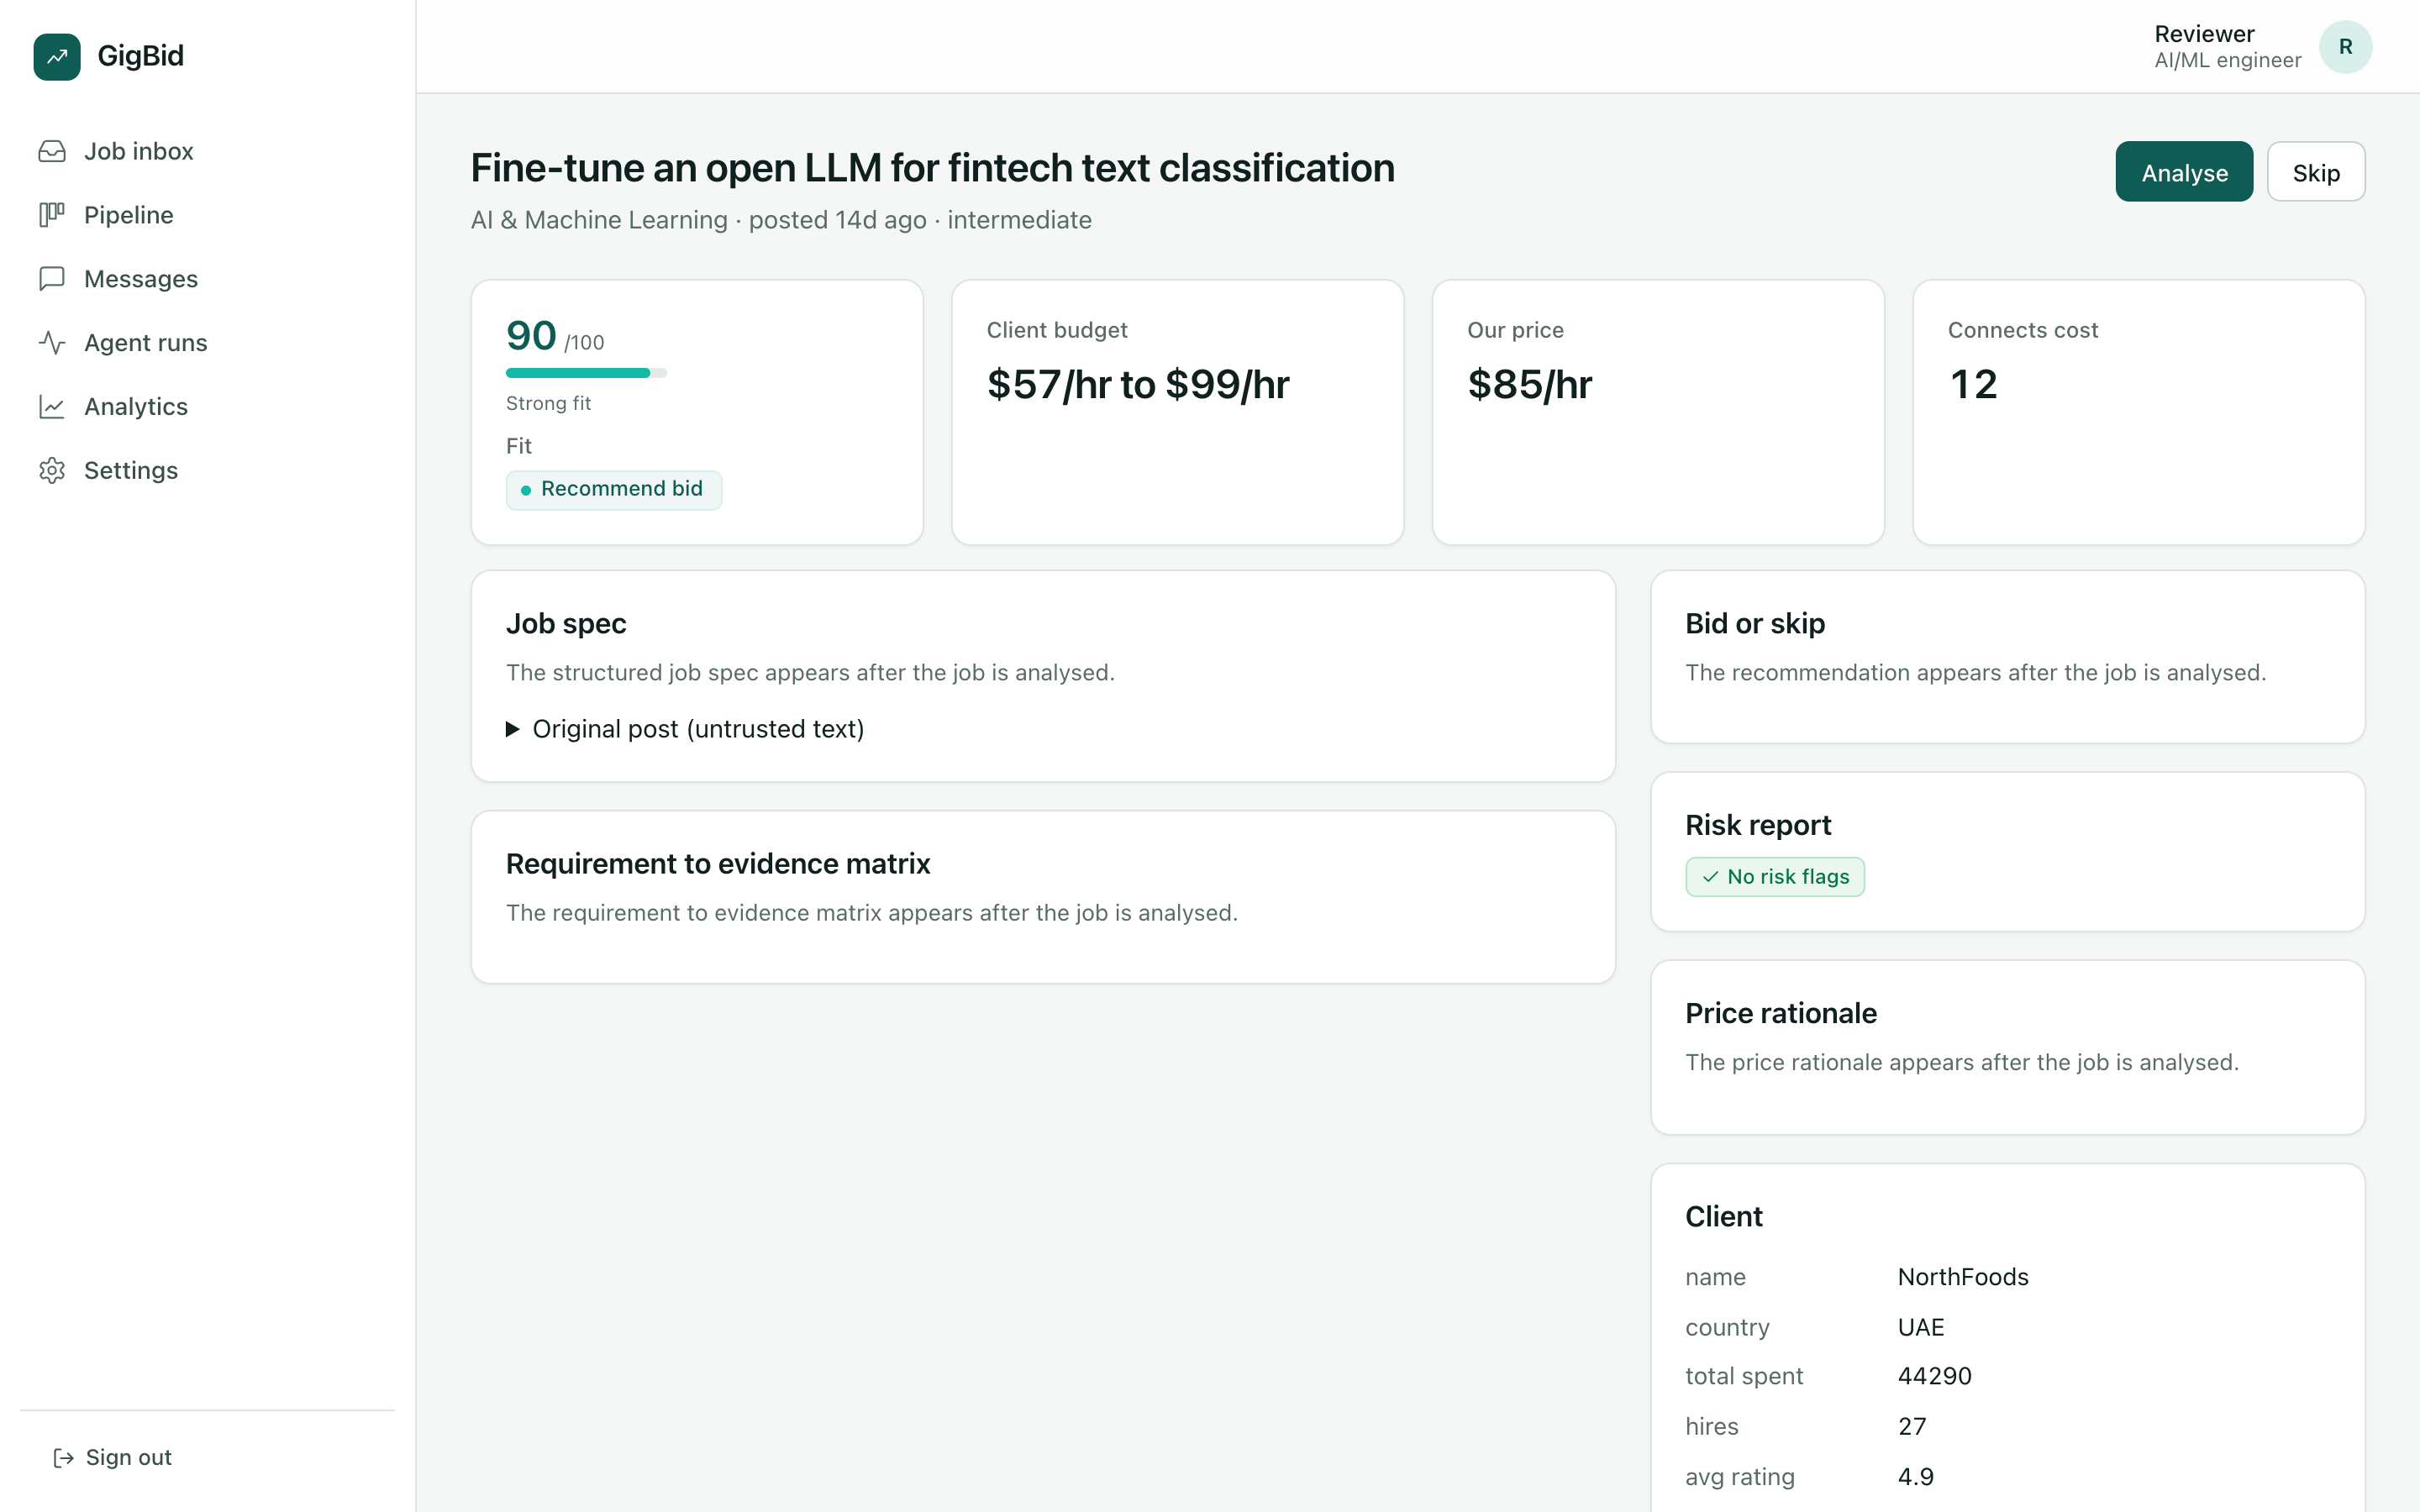 GigBid
Job inbox
Pipeline
Messages
Agent runs
Analytics
Settings
Sign out
Reviewer
AI/ML engineer
R
Fine-tune an open LLM for fintech text classification
AI & Machine Learning · posted 14d ago · intermediate
Analyse
Skip
90 /100
Strong fit
Fit
Recommend bid
Client budget
$57/hr to $99/hr
Our price
$85/hr
Connects cost
12
Job spec
The structured job spec appears after the job is analysed.
Original post (untrusted text)
Requirement to evidence matrix
The requirement to evidence matrix appears after the job is analysed.
Bid or skip
The recommendation appears after the job is analysed.
Risk report
No risk flags
Price rationale
The price rationale appears after the job is analysed.
Client
name NorthFoods
country UAE
total spent 44290
hires 27
avg rating 4.9